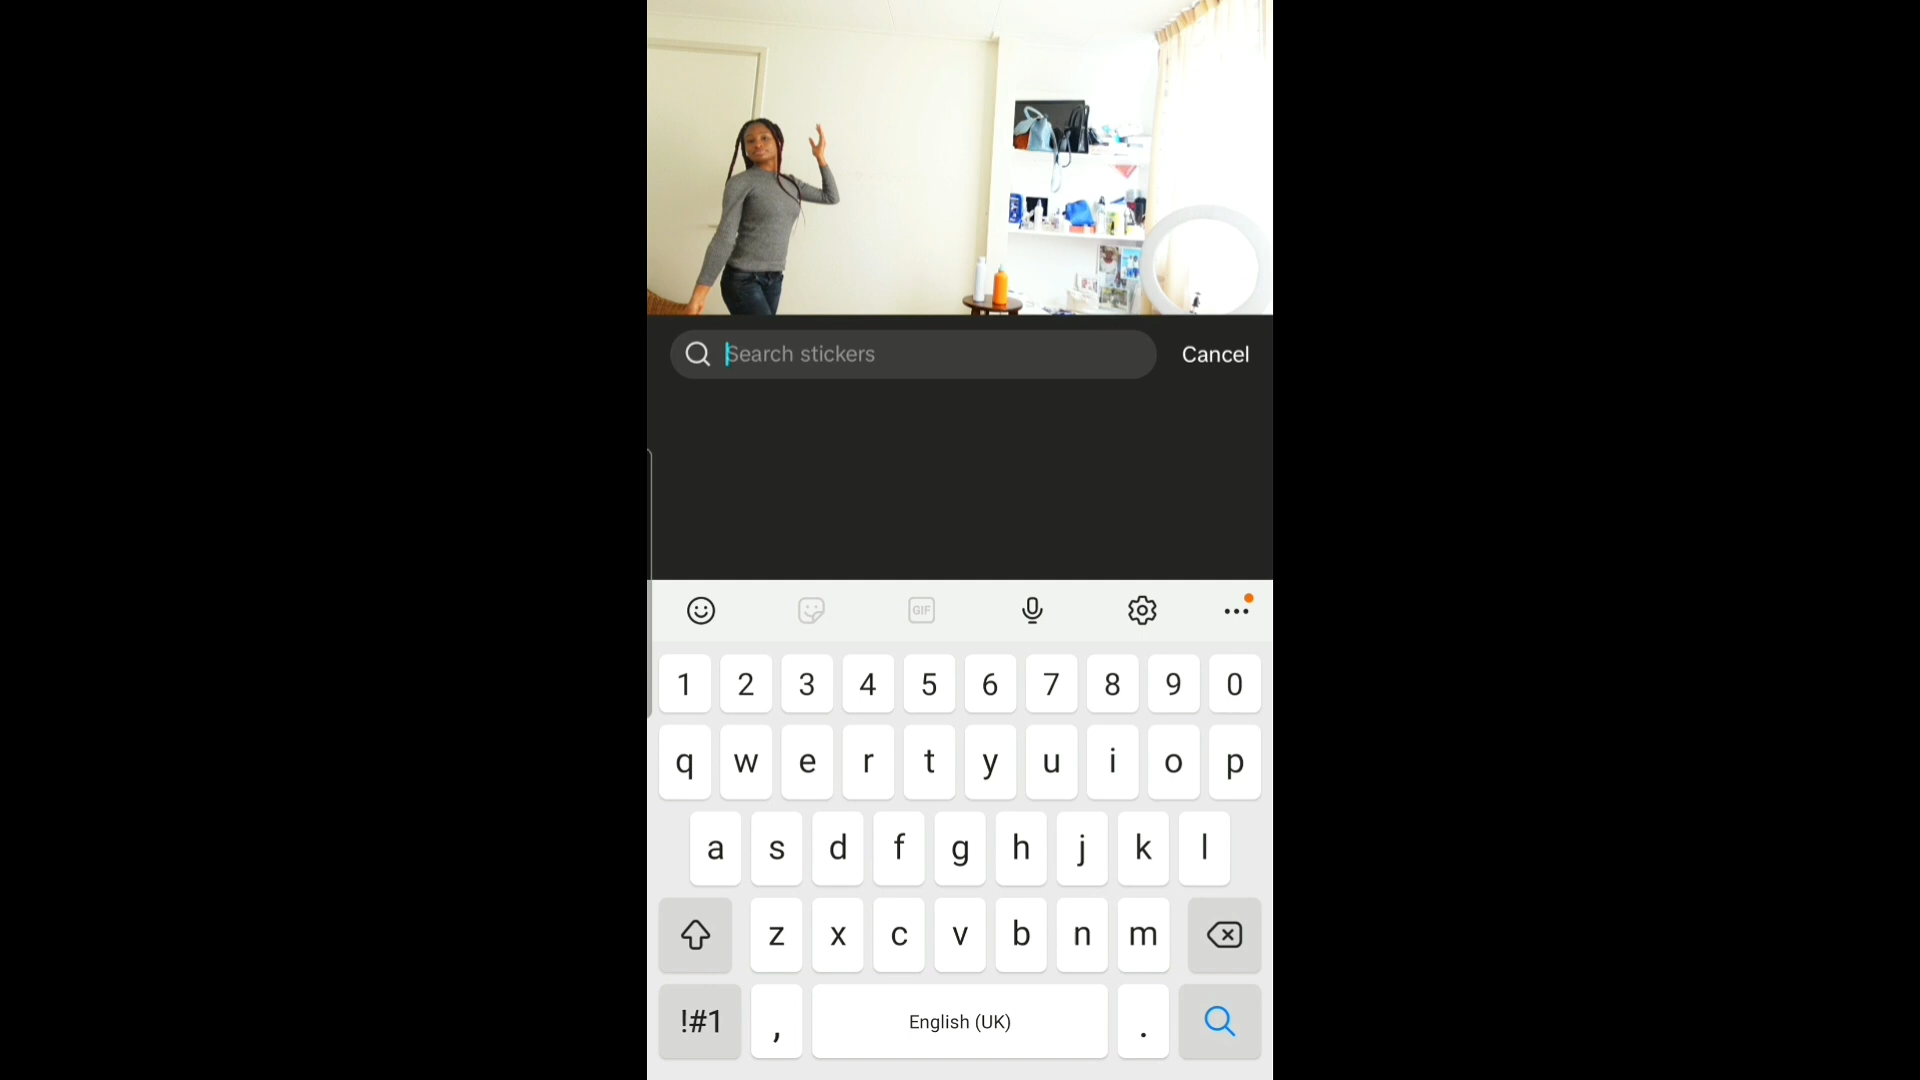 Search stickers Cancel
GIF
1 2 3 4 5 6 7 8 9 0
q w e r t y u i o p
a s d f g h j k l
z x c v b n m
!#1 , English (UK) .